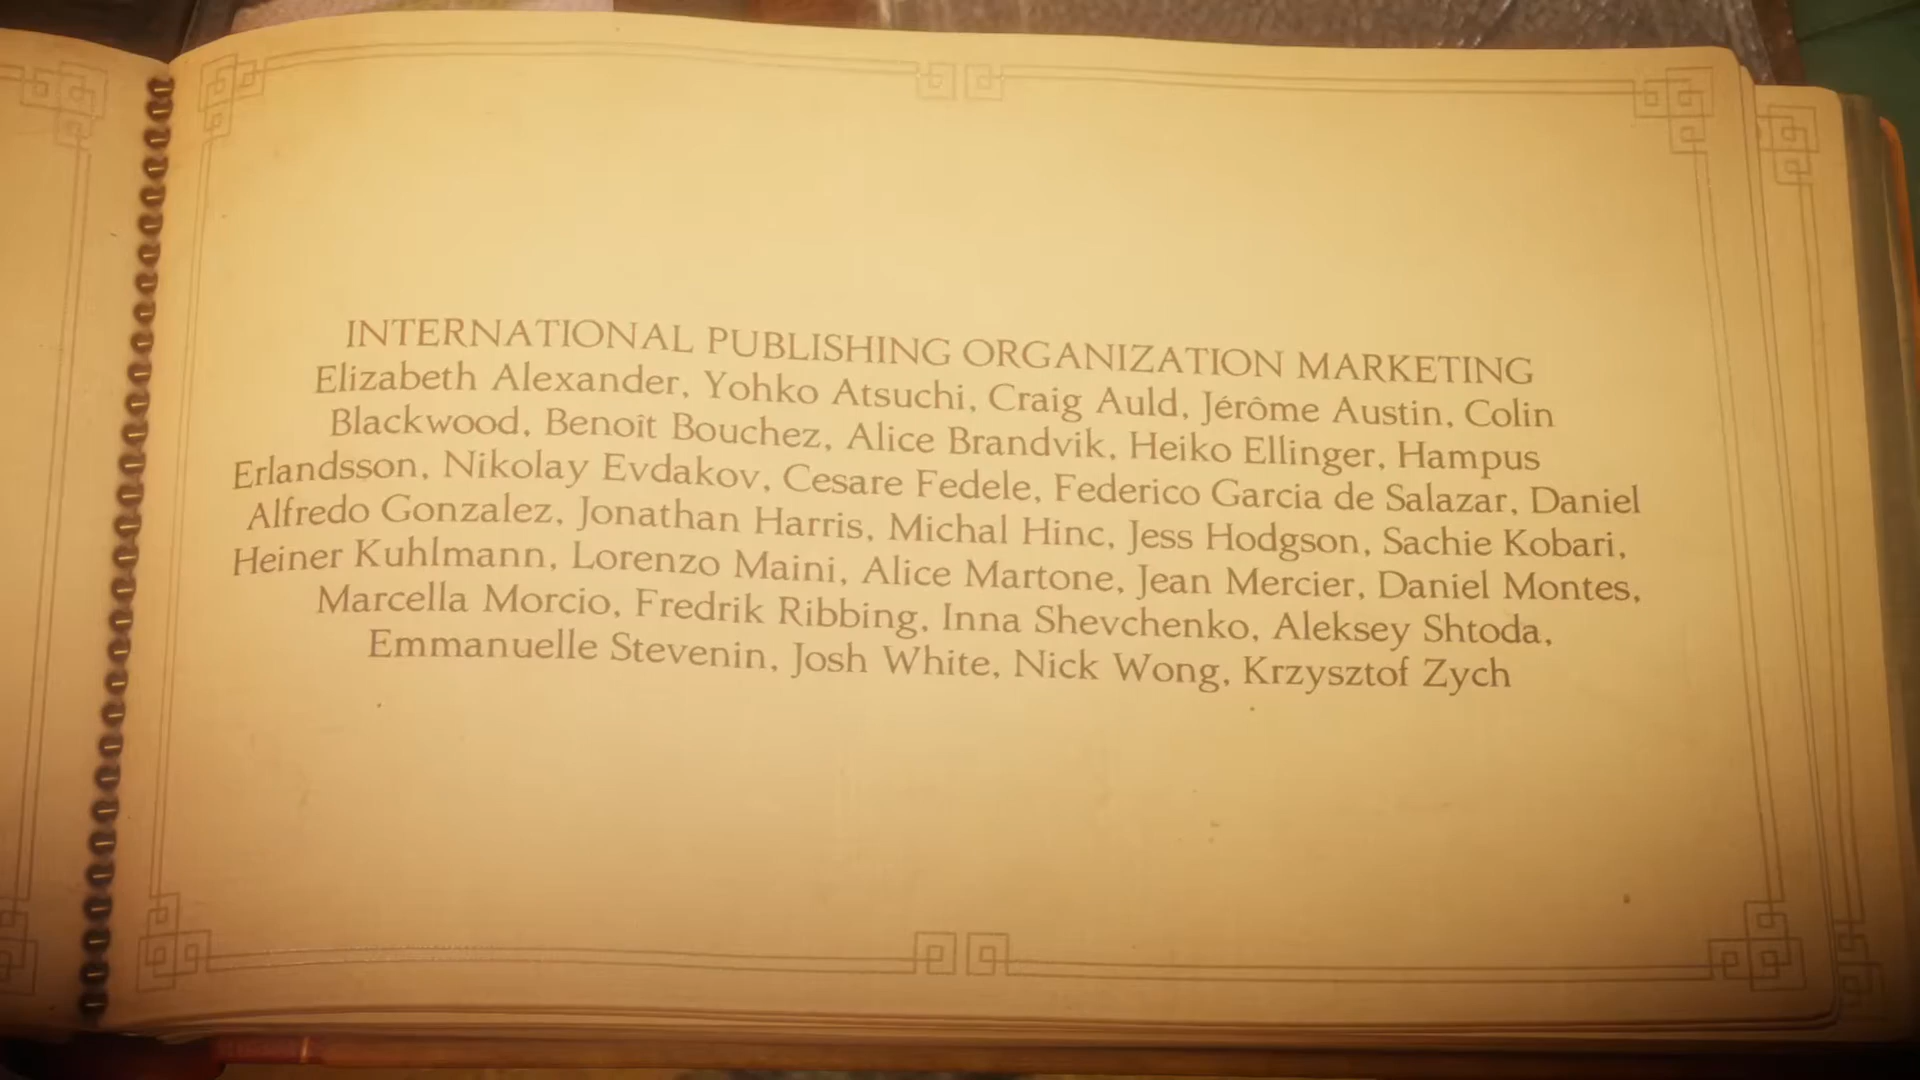 INTERNATIONAL PUBLISHING ORGANIZATION MARKETING
Elizabeth Alexander, Yohko Atsuchi, Craig Auld, Jérôme Austin, Colin
Blackwood, Benoît Bouchez, Alice Brandvik, Heiko Ellinger, Hampus
Erlandsson, Nikolay Evdakov, Cesare Fedele, Federico Garcia de Salazar, Daniel
Alfredo Gonzalez, Jonathan Harris, Michal Hinc, Jess Hodgson, Sachie Kobari,
Heiner Kuhlmann, Lorenzo Maini, Alice Martone, Jean Mercier, Daniel Montes,
Marcella Morcio, Fredrik Ribbing, Inna Shevchenko, Aleksey Shtoda,
Emmanuelle Stevenin, Josh White, Nick Wong, Krzysztof Zych